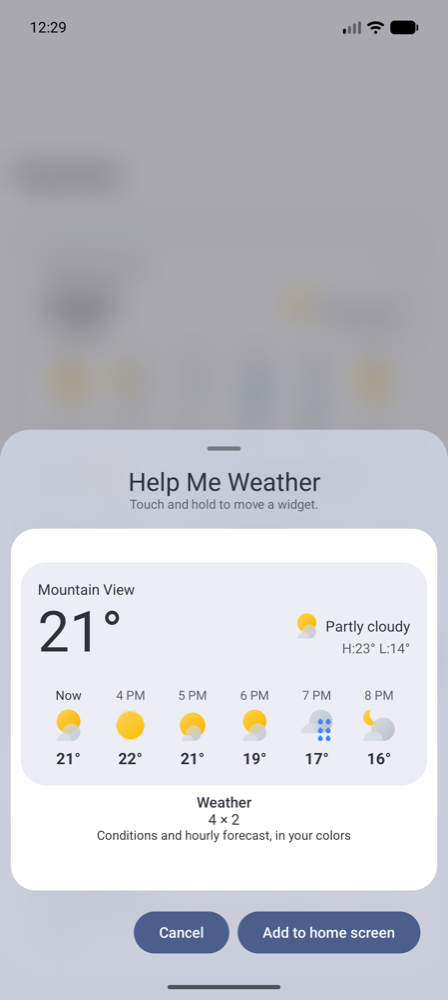 12:29
Help Me Weather
Touch and hold to move a widget.
Mountain View
21°
Partly cloudy
H:23° L:14°
Now 4 PM 5 PM 6 PM 7 PM 8 PM
21° 22° 21° 19° 17° 16°
Weather
4 × 2
Conditions and hourly forecast, in your colors
Cancel Add to home screen